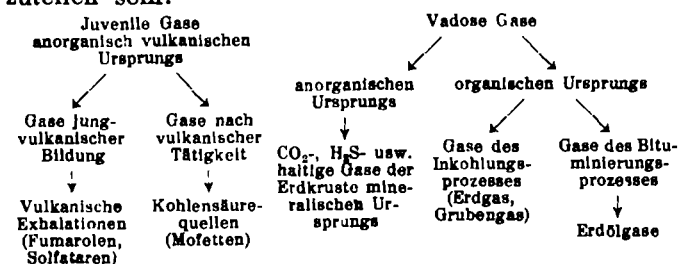 zuteilen sein:
Juvenile Gase
anorganisch vulkanischen
Ursprungs
Gase jung-
vulkanischer
Bildung
Vulkanische
Exhalationen
(Fumarolen,
Solfataren)
Gase nach
vulkanischer
Tätigkeit
Kohlensäure-
quellen
(Mofetten)
Vadose Gase
anorganischen
Ursprungs
CO₂-, H₂S- usw.
haltige Gase der
Erdkruste mine-
ralischen Ur-
sprungs
organischen Ursprungs
Gase des
Inkohlungs-
prozesses
(Erdgas,
Grubengas)
Gase des Bitu-
minierungs-
prozesses
Erdölgase